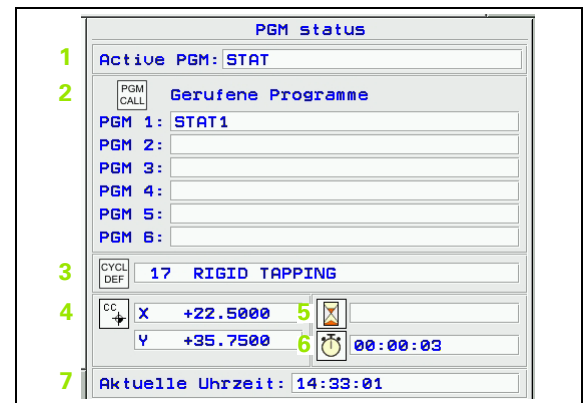 PGM status
1 Active PGM: STAT
2 PGM CALL Gerufene Programme
PGM 1: STAT1
PGM 2:
PGM 3:
PGM 4:
PGM 5:
PGM 6:
3 CYCL DEF 17 RIGID TAPPING
4 CC X +22.5000 5
Y +35.7500 6 00:00:03
7 Aktuelle Uhrzeit: 14:33:01